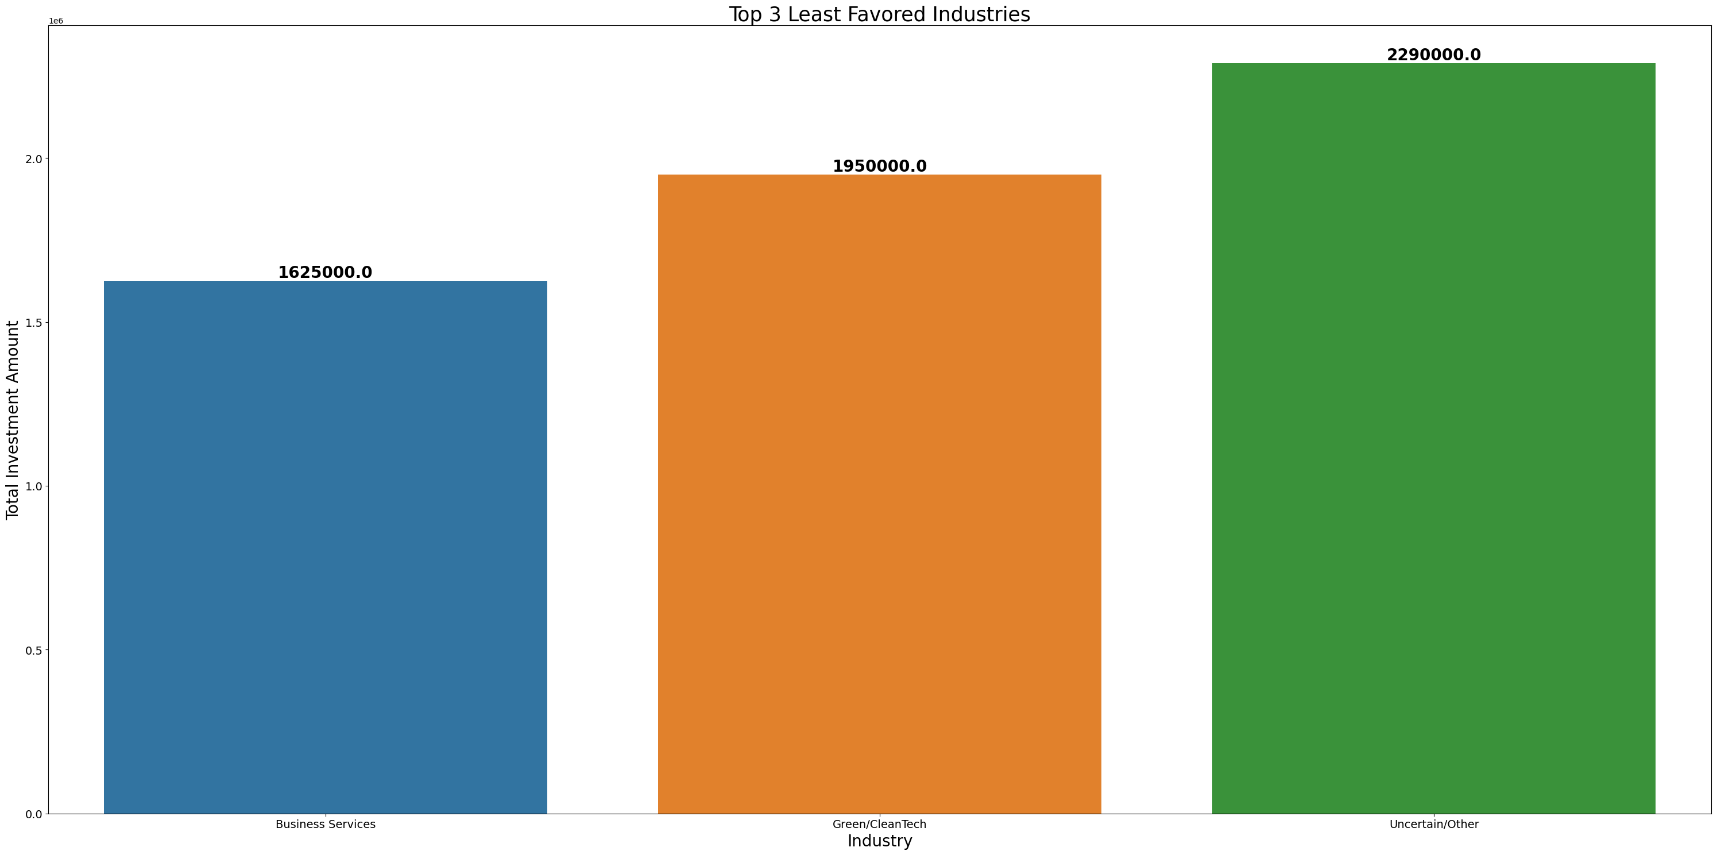 Top 3 Least Favored Industries
1e6
2290000.0
1950000.0
1625000.0
2.0
1.5
1.0
0.5
0.0
Total Investment Amount
Business Services
Green/CleanTech
Uncertain/Other
Industry